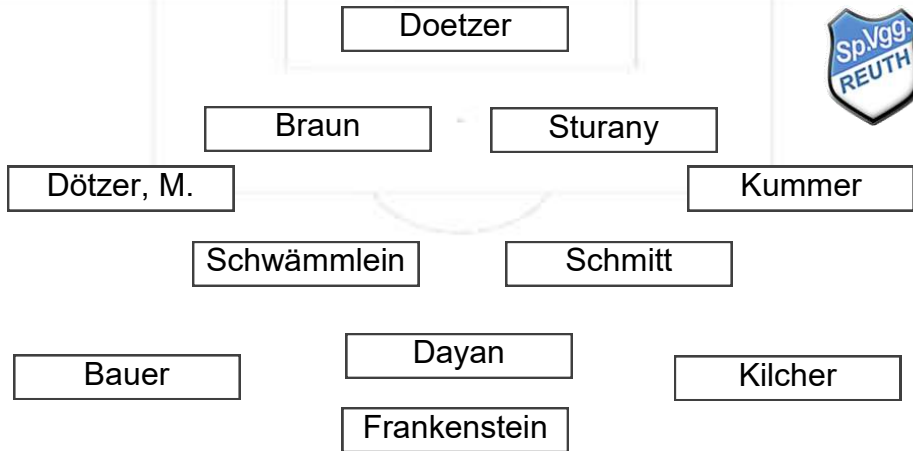 Doetzer
Sp.Vgg.
REUTH
Braun
Sturany
Dötzer, M.
Kummer
Schwämmlein
Schmitt
Dayan
Bauer
Kilcher
Frankenstein